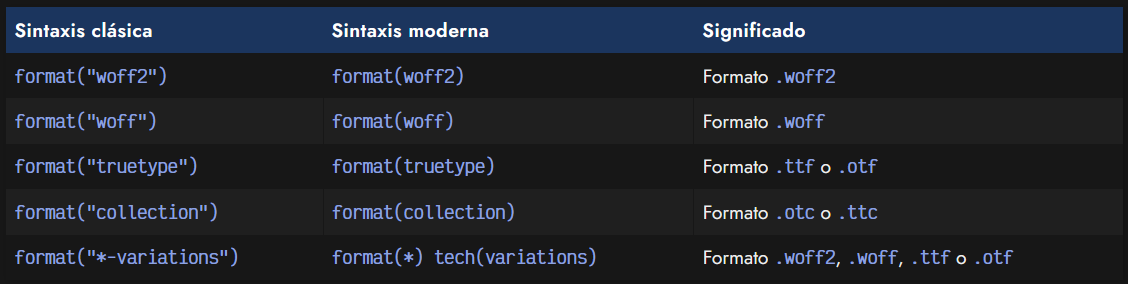 Sintaxis clásica Sintaxis moderna Significado
format("woff2") format(woff2) Formato .woff2
format("woff") format(woff) Formato .woff
format("truetype") format(truetype) Formato .ttf o .otf
format("collection") format(collection) Formato .otc o .ttc
format("*-variations") format(*) tech(variations) Formato .woff2, .woff, .ttf o .otf